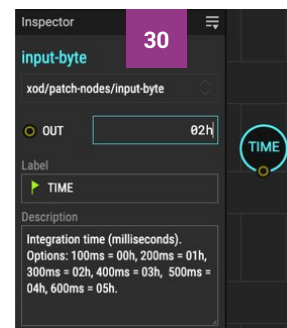 Inspector
30
input-byte
xod/patch-nodes/input-byte
OUT
02h
TIME
Label
TIME
Description
Integration time (milliseconds).
Options: 100ms = 00h, 200ms = 01h,
300ms = 02h, 400ms = 03h, 500ms =
04h, 600ms = 05h.